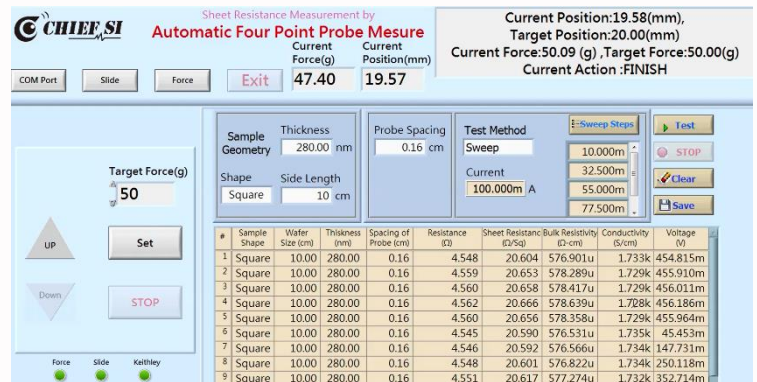 CHIEF SI
Sheet Resistance Measurement by
Automatic Four Point Probe Mesure
Current Position:19.58(mm),
Target Position:20.00(mm)
Current Force:50.09 (g) ,Target Force:50.00(g)
Current Action :FINISH
Current Force(g)
Current Position(mm)
COM Port
Slide
Force
Exit
47.40
19.57
Target Force(g)
50
UP
Set
Down
STOP
Force
Slide
Keithley
Sample Geometry
Thickness
280.00 nm
Shape
Square
Side Length
10 cm
Probe Spacing
0.16 cm
Test Method
Sweep
Current
100.000m A
Sweep Steps
10.000m
32.500m
55.000m
77.500m
Test
STOP
Clear
Save
# Sample Shape Wafer Size (cm) Thickness (nm) Spacing of Probe (cm) Resistance (Ω) Sheet Resistanc (Ω/Sq) Bulk Resistivity (Ω-cm) Conductivity (S/cm) Voltage (V)
1 Square 10.00 280.00 0.16 4.548 20.604 576.901u 1.733k 454.815m
2 Square 10.00 280.00 0.16 4.559 20.653 578.289u 1.729k 455.910m
3 Square 10.00 280.00 0.16 4.560 20.658 578.417u 1.729k 456.011m
4 Square 10.00 280.00 0.16 4.562 20.666 578.639u 1.728k 456.186m
5 Square 10.00 280.00 0.16 4.560 20.656 578.358u 1.729k 455.964m
6 Square 10.00 280.00 0.16 4.545 20.590 576.531u 1.735k 45.453m
7 Square 10.00 280.00 0.16 4.546 20.592 576.566u 1.734k 147.731m
8 Square 10.00 280.00 0.16 4.548 20.601 576.822u 1.734k 250.118m
9 Square 10.00 280.00 0.16 4.551 20.617 577.274u 1.732k 352.714m